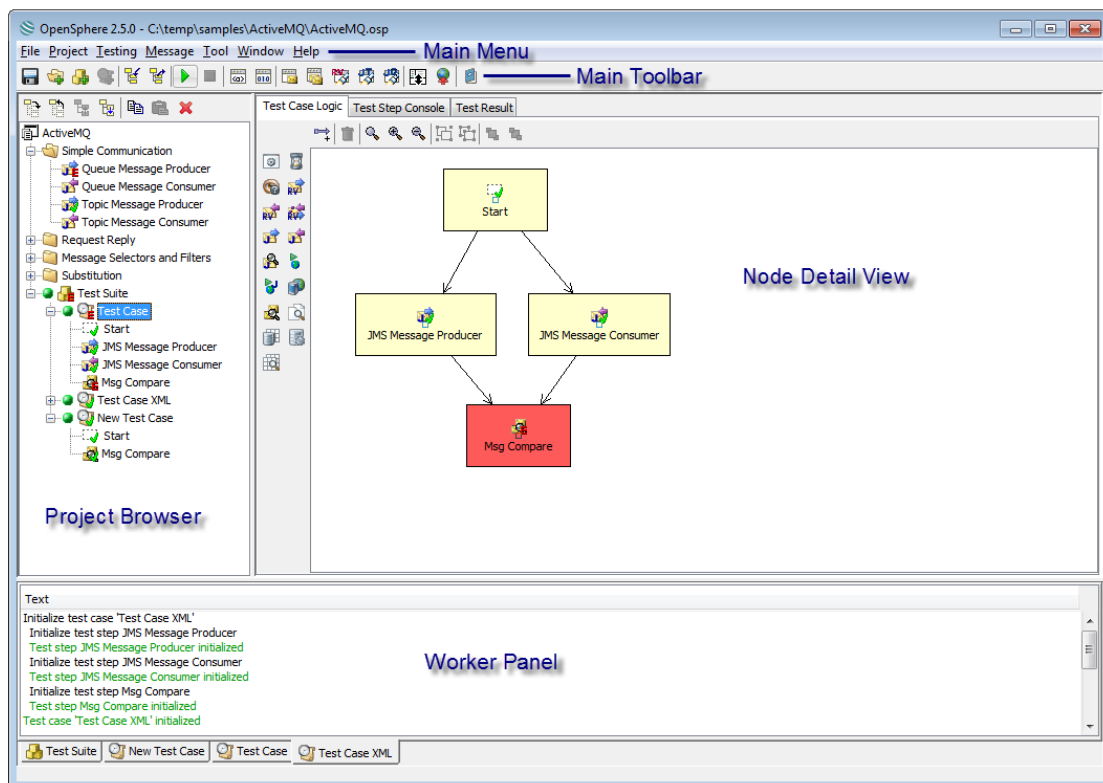 OpenSphere 2.5.0 - C:\temp\samples\ActiveMQ\ActiveMQ.osp
File Project Testing Message Tool Window Help
Main Menu
Main Toolbar
Test Case Logic
Test Step Console
Test Result
ActiveMQ
Simple Communication
Queue Message Producer
Queue Message Consumer
Topic Message Producer
Topic Message Consumer
Request Reply
Message Selectors and Filters
Substitution
Test Suite
Test Case
Start
JMS Message Producer
JMS Message Consumer
Msg Compare
Test Case XML
New Test Case
Start
Msg Compare
Project Browser
Start
JMS Message Producer
JMS Message Consumer
Msg Compare
Node Detail View
Text
Initialize test case 'Test Case XML'
Initialize test step JMS Message Producer
Test step JMS Message Producer initialized
Initialize test step JMS Message Consumer
Test step JMS Message Consumer initialized
Initialize test step Msg Compare
Test step Msg Compare initialized
Test case 'Test Case XML' initialized
Worker Panel
Test Suite
New Test Case
Test Case
Test Case XML